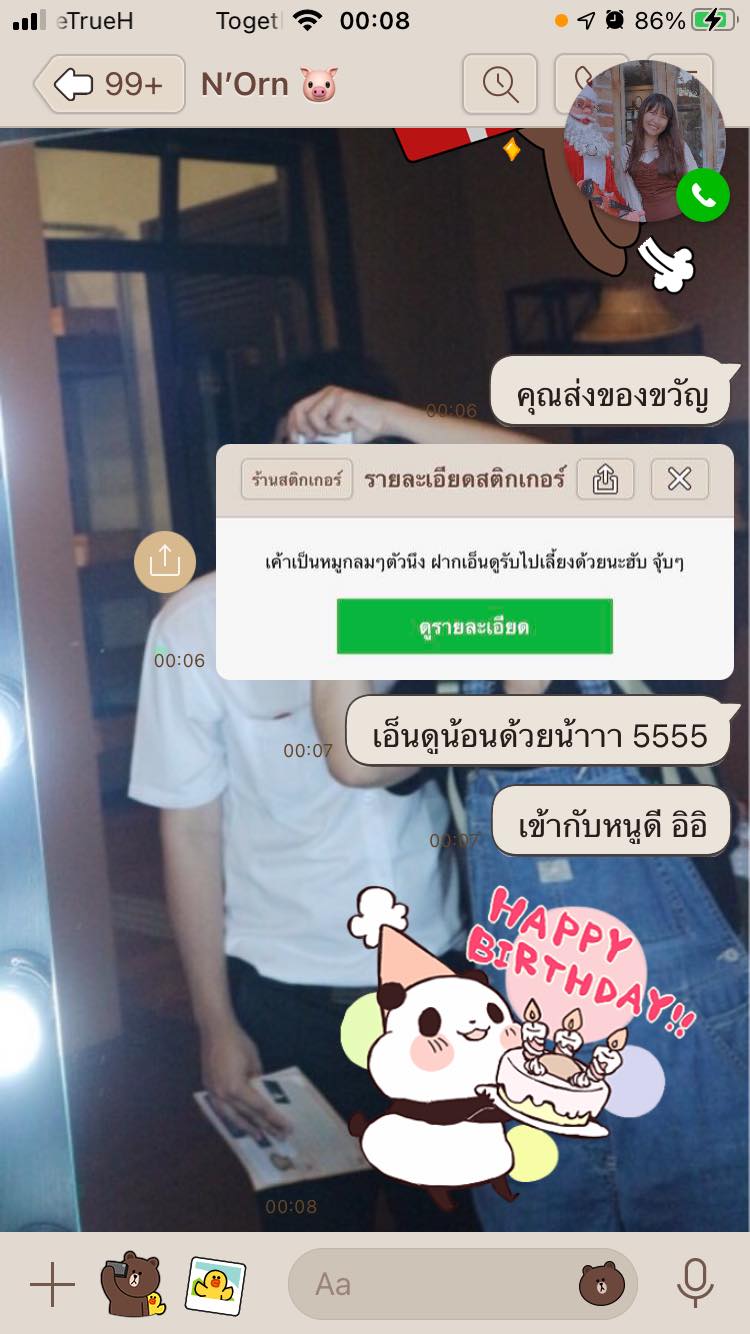 eTrueH Toget 00:08 86%
99+ N’Orn
คุณส่งของขวัญ
00:06
ร้านสติกเกอร์ รายละเอียดสติกเกอร์
เค้าเป็นหมูกลมๆตัวนึง ฝากเอ็นดูรับไปเลี้ยงด้วยนะฮับ จุ้บๆ
ดูรายละเอียด
00:06
เอ็นดูน้อนด้วยน้าาา 5555
00:07
เข้ากับหนูดี อิอิ
00:07
HAPPY
BIRTHDAY!!
00:08
Aa